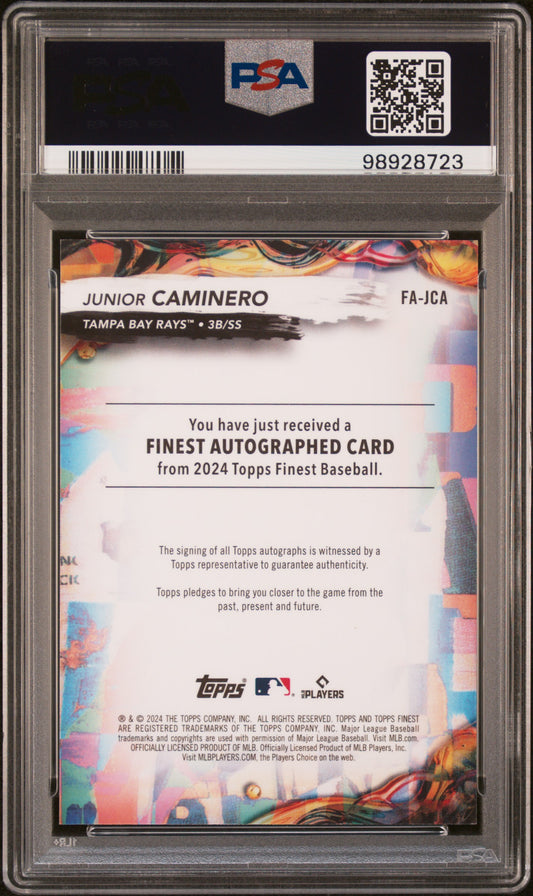 PSA
PSA
98928723
JUNIOR CAMINERO
FA-JCA
TAMPA BAY RAYS™ • 3B/SS
You have just received a
FINEST AUTOGRAPHED CARD
from 2024 Topps Finest Baseball.
The signing of all Topps autographs is witnessed by a
Topps representative to guarantee authenticity.
Topps pledges to bring you closer to the game from the
past, present and future.
topps
MLB PLAYERS
® & © 2024 THE TOPPS COMPANY, INC. ALL RIGHTS RESERVED. TOPPS AND TOPPS FINEST
ARE REGISTERED TRADEMARKS OF THE TOPPS COMPANY, INC. Major League Baseball
trademarks and copyrights are used with permission of Major League Baseball. Visit MLB.com.
OFFICIALLY LICENSED PRODUCT OF MLB. Officially Licensed Product of MLB Players, Inc.
Visit MLBPLAYERS.COM, the Players Choice on the web.
PSA